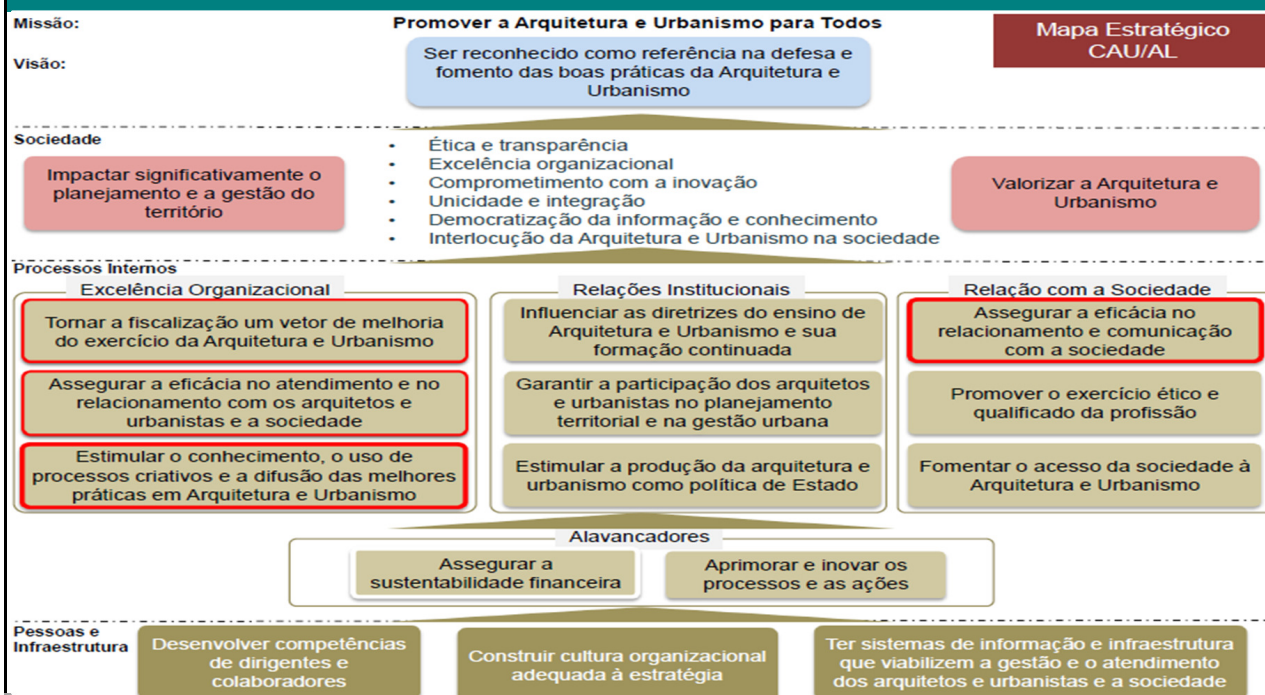 Missão:
Promover a Arquitetura e Urbanismo para Todos
Mapa Estratégico
CAU/AL
Visão:
Ser reconhecido como referência na defesa e
fomento das boas práticas da Arquitetura e
Urbanismo
Sociedade
Impactar significativamente o
planejamento e a gestão do
território
• Ética e transparência
• Excelência organizacional
• Comprometimento com a inovação
• Unicidade e integração
• Democratização da informação e conhecimento
• Interlocução da Arquitetura e Urbanismo na sociedade
Valorizar a Arquitetura e
Urbanismo
Processos Internos
Excelência Organizacional
Tornar a fiscalização um vetor de melhoria
do exercício da Arquitetura e Urbanismo
Assegurar a eficácia no atendimento e no
relacionamento com os arquitetos e
urbanistas e a sociedade
Estimular o conhecimento, o uso de
processos criativos e a difusão das melhores
práticas em Arquitetura e Urbanismo
Relações Institucionais
Influenciar as diretrizes do ensino de
Arquitetura e Urbanismo e sua
formação continuada
Garantir a participação dos arquitetos
e urbanistas no planejamento
territorial e na gestão urbana
Estimular a produção da arquitetura e
urbanismo como política de Estado
Relação com a Sociedade
Assegurar a eficácia no
relacionamento e comunicação
com a sociedade
Promover o exercício ético e
qualificado da profissão
Fomentar o acesso da sociedade à
Arquitetura e Urbanismo
Alavancadores
Assegurar a
sustentabilidade financeira
Aprimorar e inovar os
processos e as ações
Pessoas e
Infraestrutura
Desenvolver competências
de dirigentes e
colaboradores
Construir cultura organizacional
adequada à estratégia
Ter sistemas de informação e infraestrutura
que viabilizem a gestão e o atendimento
dos arquitetos e urbanistas e a sociedade